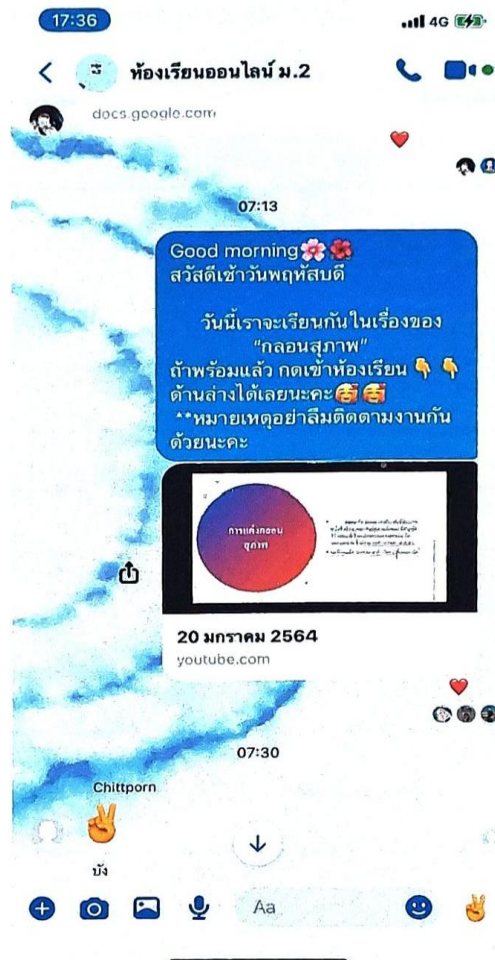 17:36
4G
ห้องเรียนออนไลน์ ม.2
docs.google.com
07:13
Good morning🌸🌺
สวัสดีเช้าวันพฤหัสบดี
วันนี้เราจะเรียนกันในเรื่องของ
“กลอนสุภาพ”
ถ้าพร้อมแล้ว กดเข้าห้องเรียน👇👇
ด้านล่างได้เลยนะคะ🥰🥰
**หมายเหตุอย่าลืมติดตามงานกัน
ด้วยนะคะ
การแต่งกลอน
สุภาพ
20 มกราคม 2564
youtube.com
07:30
Chittporn
✌️
บัง
Aa